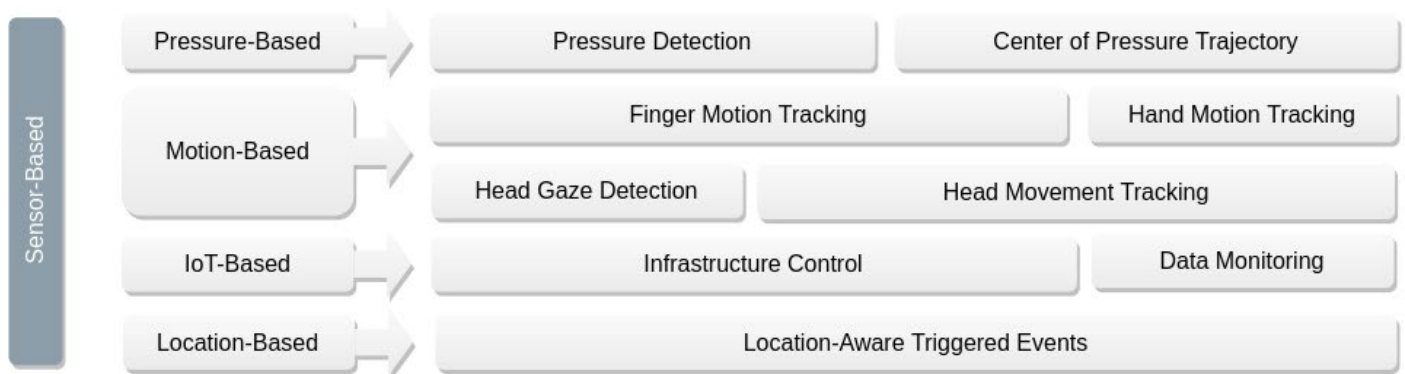 Sensor-Based
Pressure-Based
Pressure Detection
Center of Pressure Trajectory
Motion-Based
Finger Motion Tracking
Hand Motion Tracking
Head Gaze Detection
Head Movement Tracking
IoT-Based
Infrastructure Control
Data Monitoring
Location-Based
Location-Aware Triggered Events